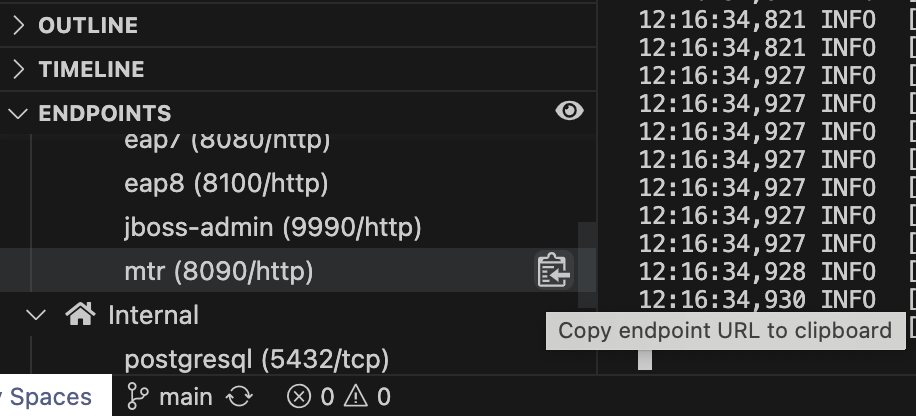 OUTLINE
TIMELINE
ENDPOINTS
eap7 (8080/http)
eap8 (8100/http)
jboss-admin (9990/http)
mtr (8090/http)
Internal
postgresql (5432/tcp)
Spaces
main
0
0
12:16:34,821 INFO [
12:16:34,821 INFO [
12:16:34,927 INFO [
12:16:34,927 INFO [
12:16:34,927 INFO [
12:16:34,927 INFO [
12:16:34,927 INFO [
12:16:34,927 INFO [
12:16:34,927 INFO [
12:16:34,928 INFO [
12:16:34,930 INFO [
Copy endpoint URL to clipboard